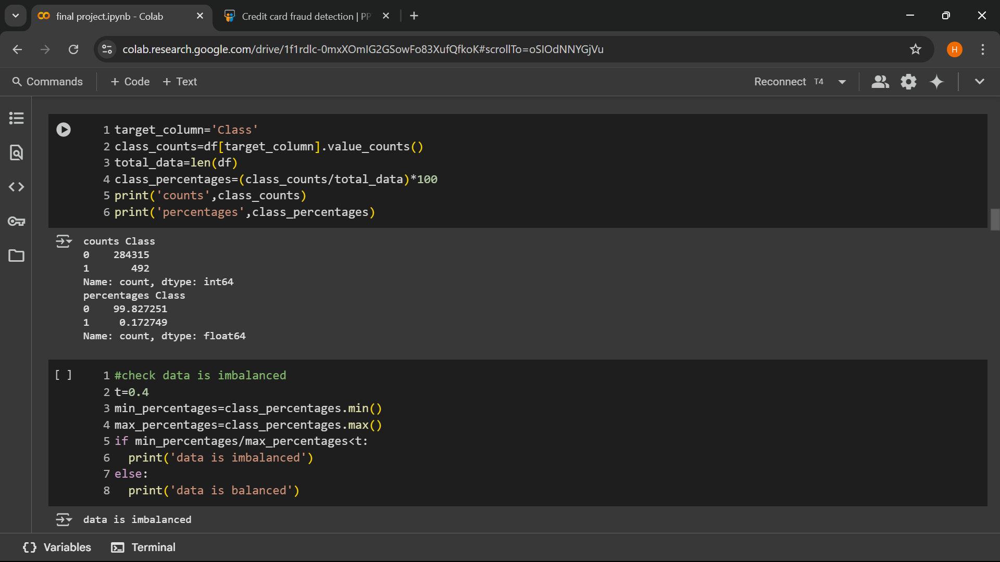 final project.ipynb - Colab
Credit card fraud detection | PP
colab.research.google.com/drive/1f1rdlc-0mxXOmIG2GSowFo83XufQfkoK#scrollTo=oSIOdNNYGjVu
H
Commands
+ Code
+ Text
Reconnect T4
1 target_column='Class'
2 class_counts=df[target_column].value_counts()
3 total_data=len(df)
4 class_percentages=(class_counts/total_data)*100
5 print('counts',class_counts)
6 print('percentages',class_percentages)
counts Class
0    284315
1       492
Name: count, dtype: int64
percentages Class
0    99.827251
1     0.172749
Name: count, dtype: float64
[ ]
1 #check data is imbalanced
2 t=0.4
3 min_percentages=class_percentages.min()
4 max_percentages=class_percentages.max()
5 if min_percentages/max_percentages<t:
6   print('data is imbalanced')
7 else:
8   print('data is balanced')
data is imbalanced
{} Variables
Terminal